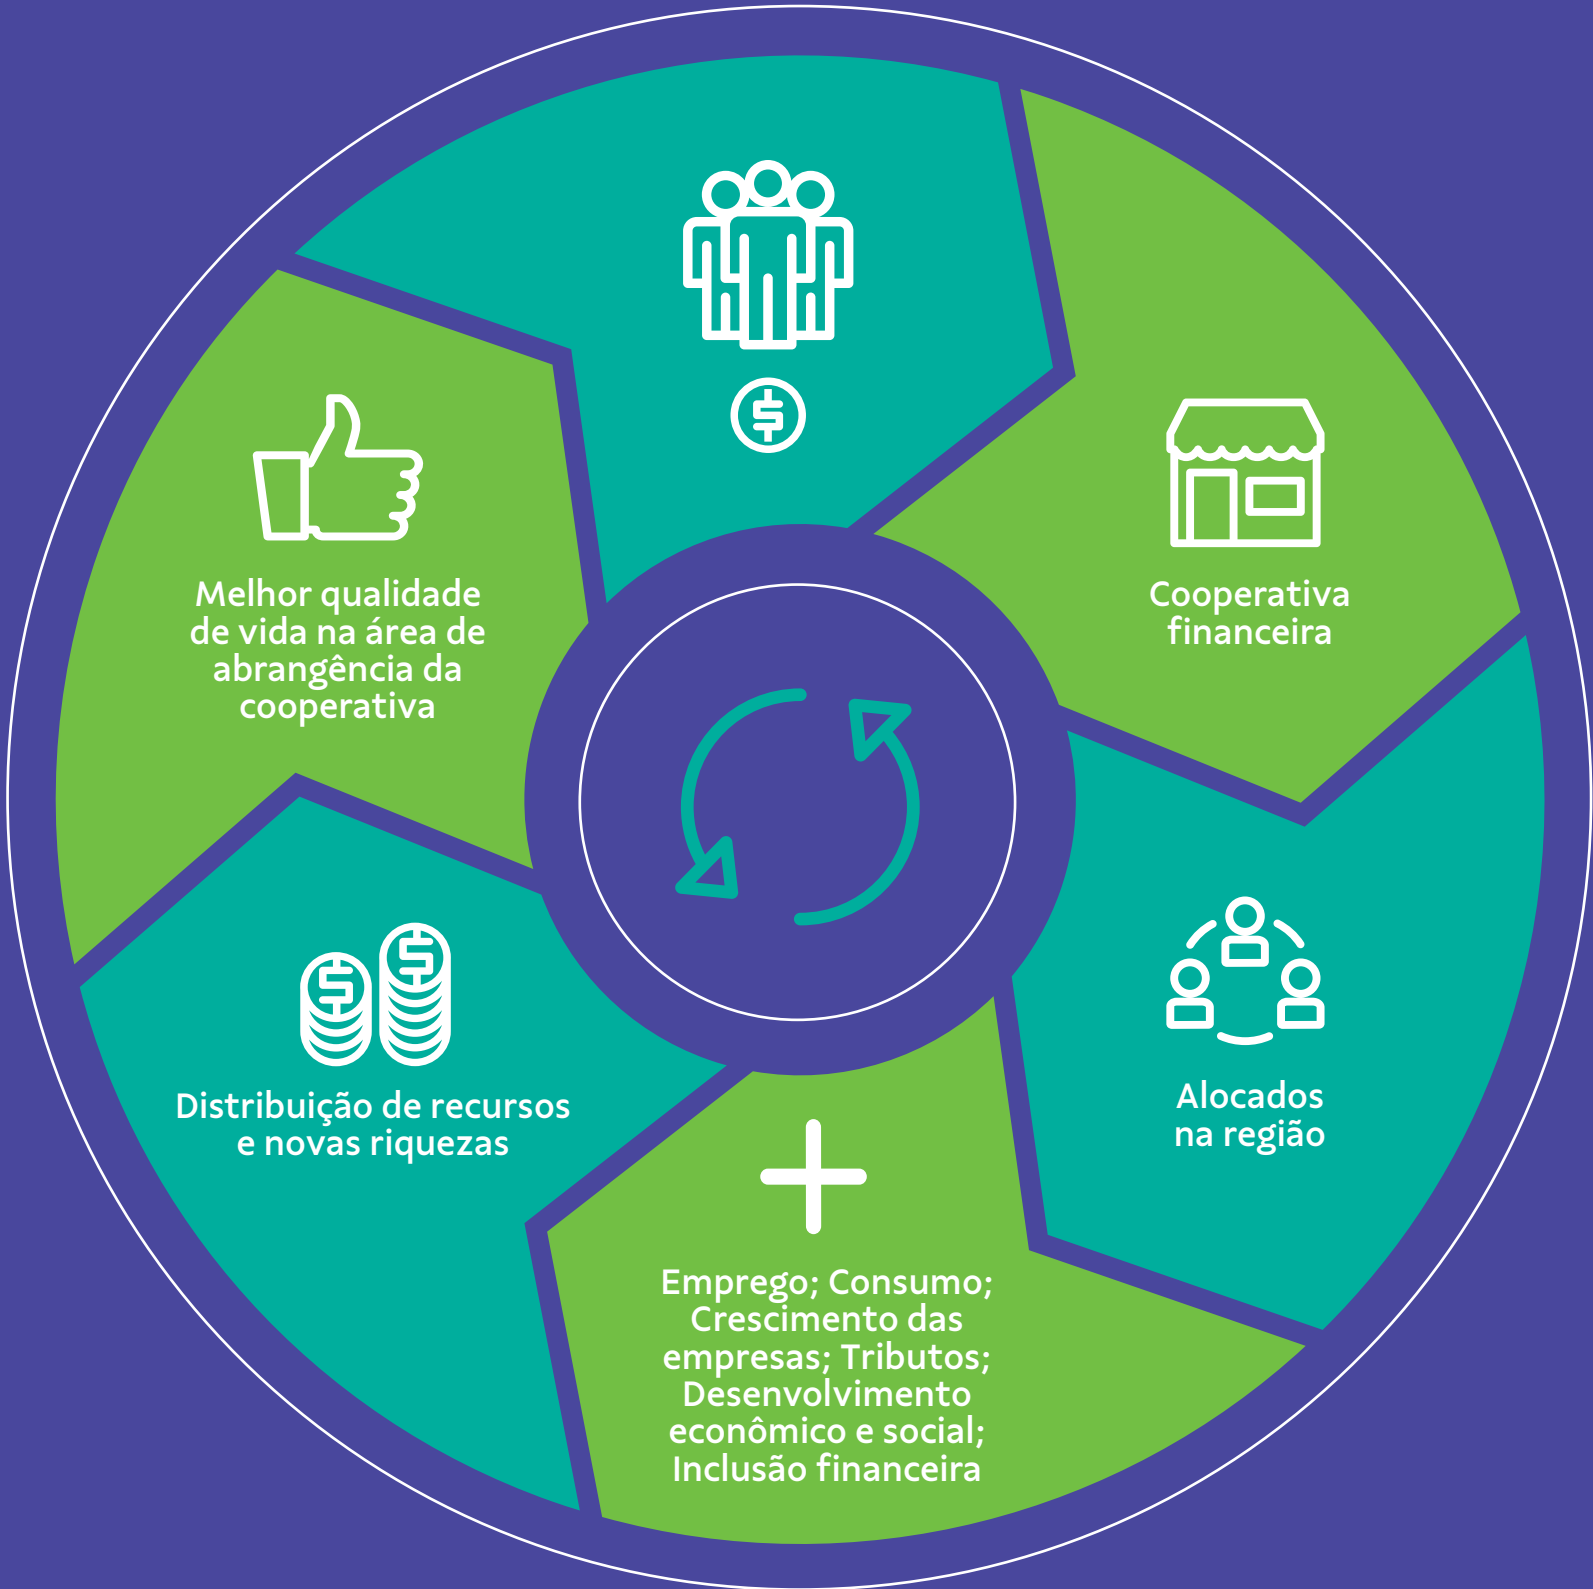 Cooperativa
financeira
Alocados
na região
Emprego; Consumo;
Crescimento das
empresas; Tributos;
Desenvolvimento
econômico e social;
Inclusão financeira
Distribuição de recursos
e novas riquezas
Melhor qualidade
de vida na área de
abrangência da
cooperativa